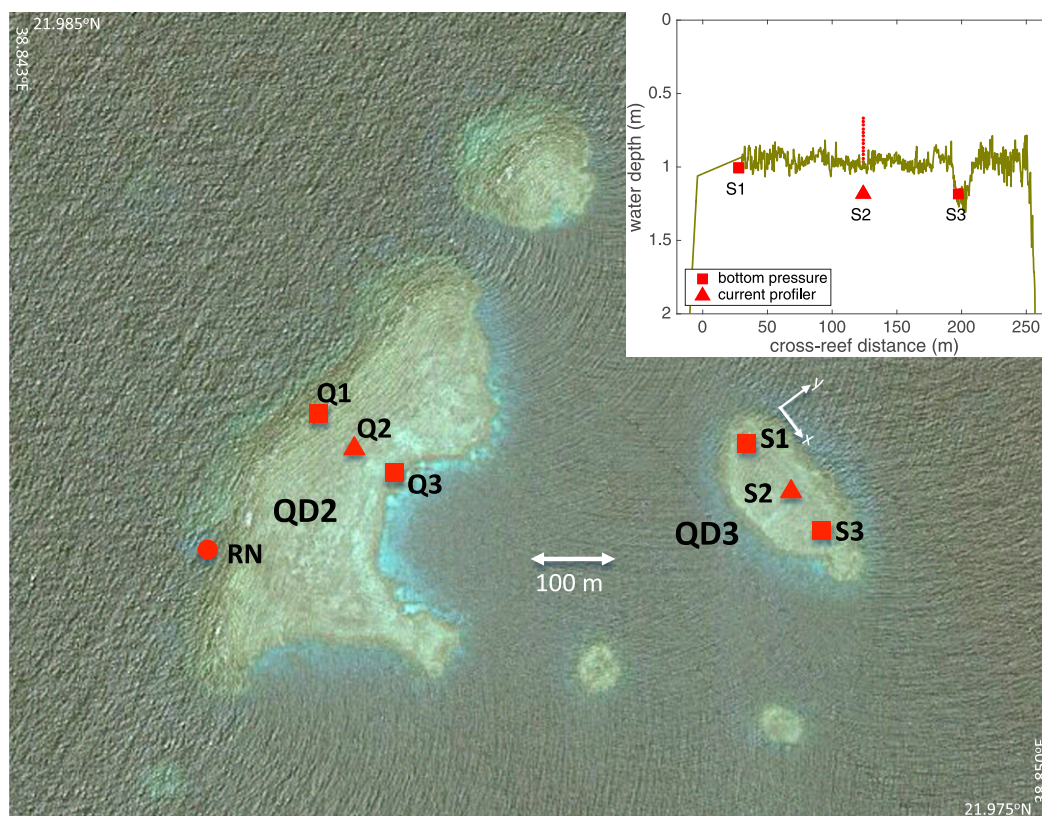 21.985°N
38.843°E
Q1
Q2
Q3
QD2
RN
100 m
y
x
S1
S2
S3
QD3
38.850°E
21.975°N
0
0.5
1
1.5
2
water depth (m)
S1
S2
S3
bottom pressure
current profiler
0 50 100 150 200 250
cross-reef distance (m)